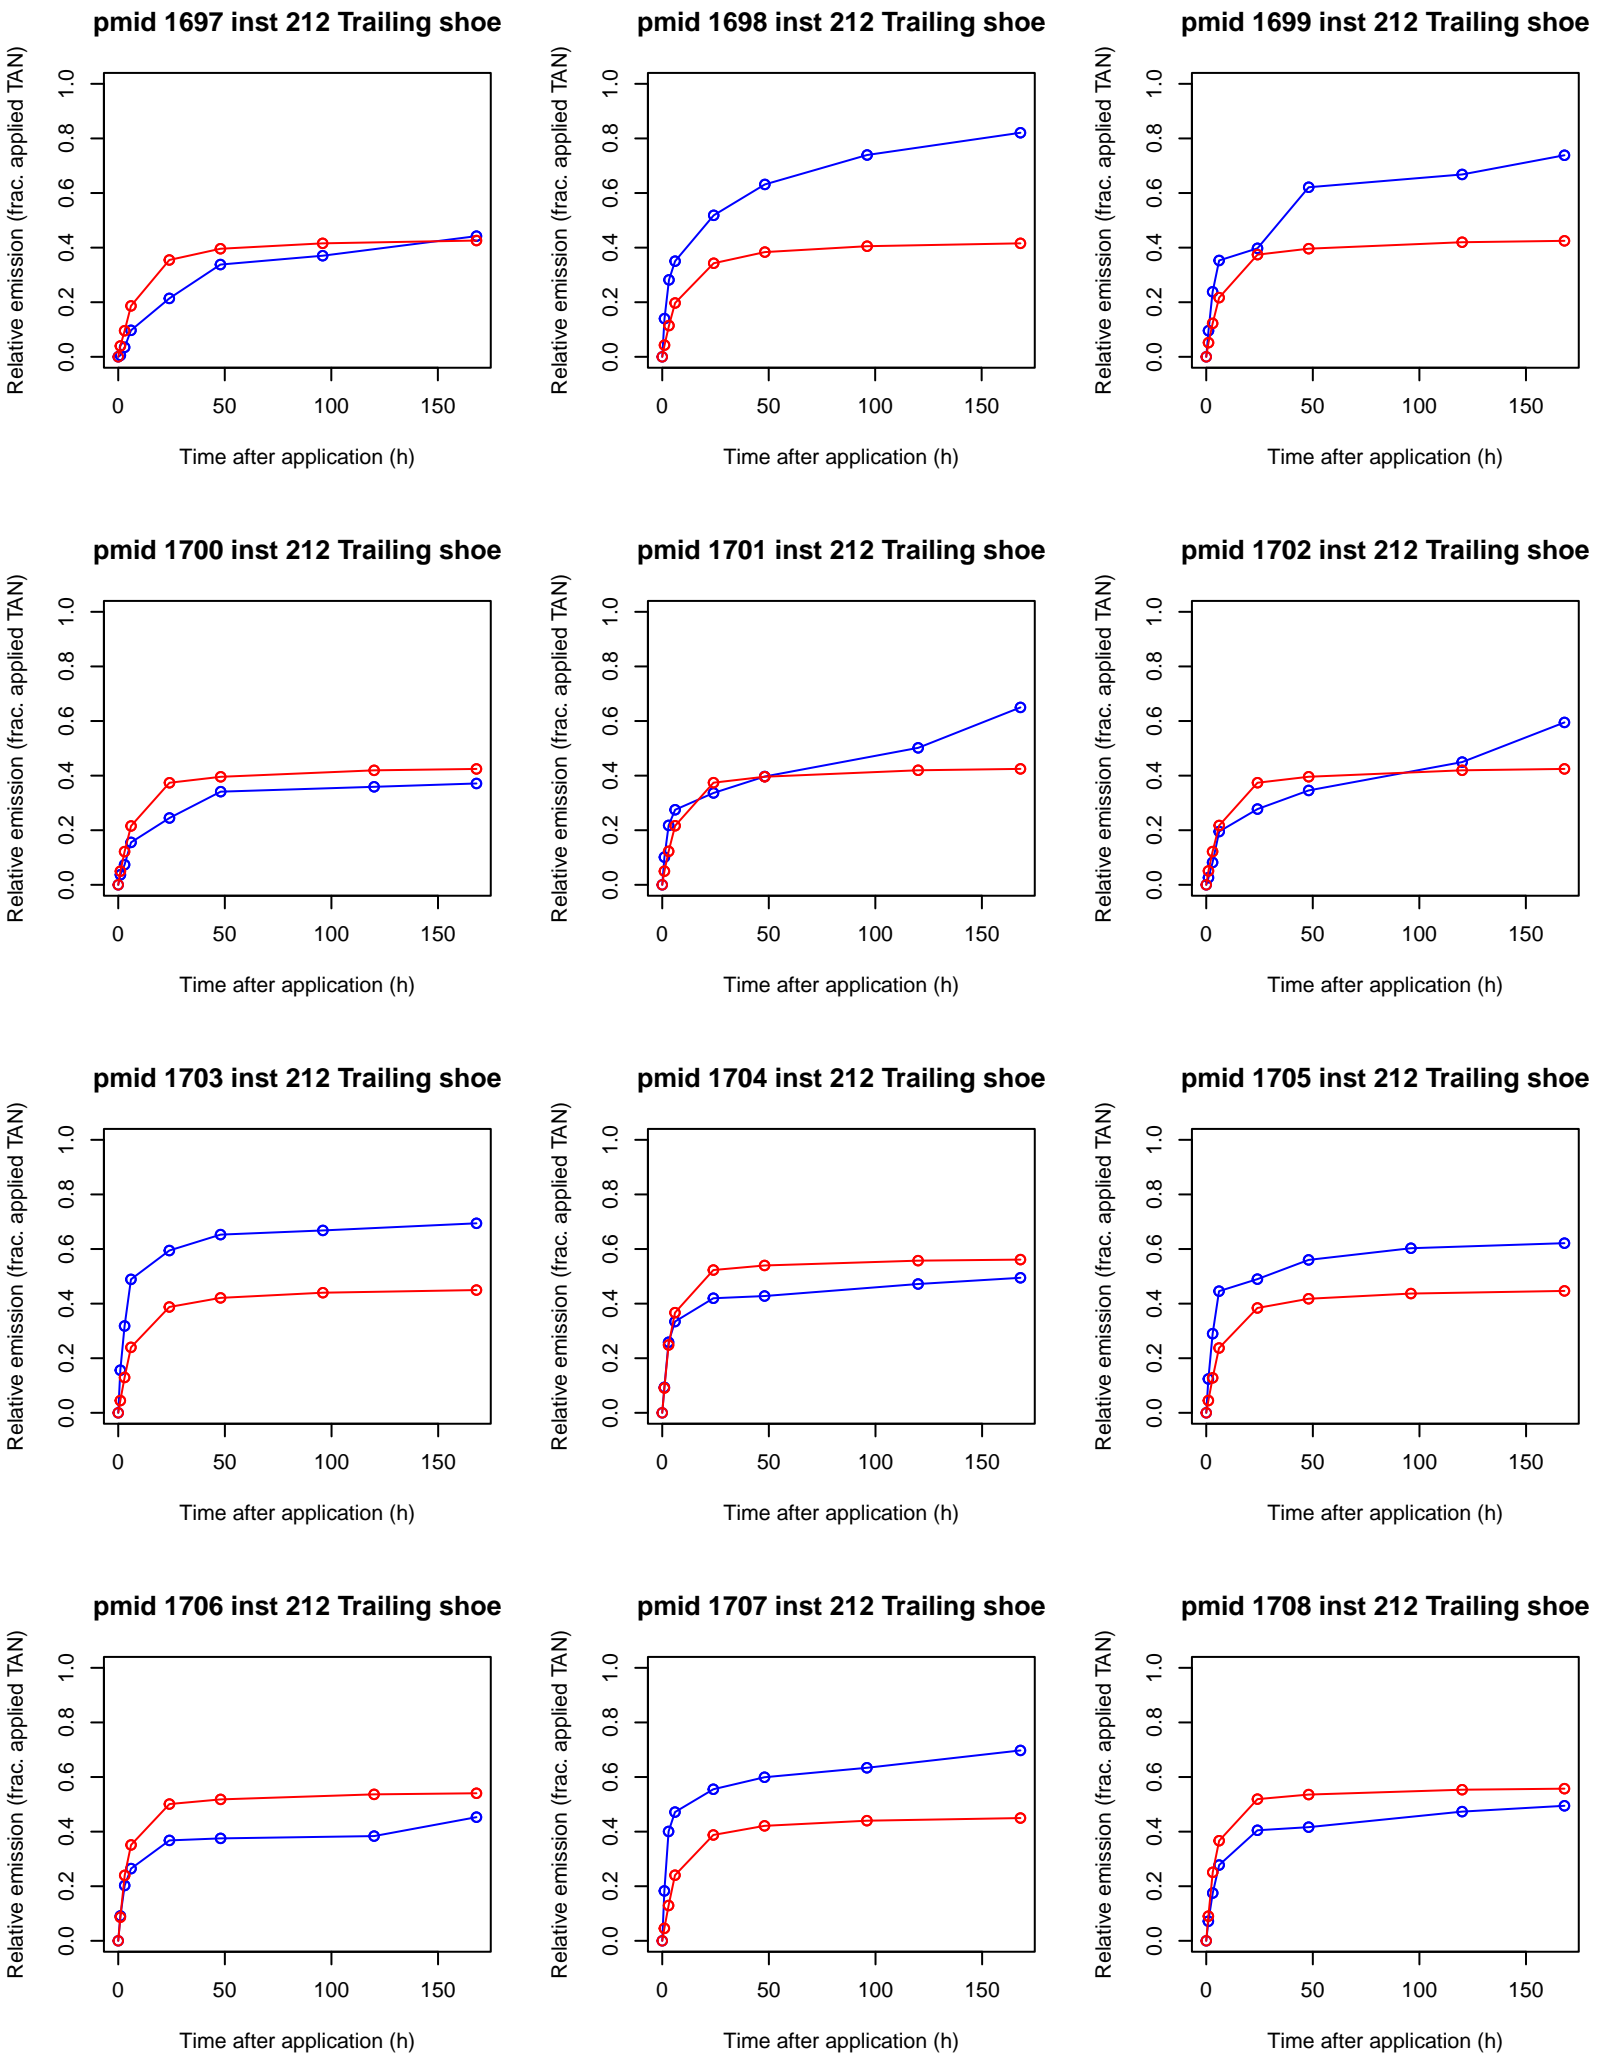 pmid 1697 inst 212 Trailing shoe
Relative emission (frac. applied TAN)
1.0
0.8
0.6
0.4
0.2
0.0
0 50 100 150
Time after application (h)
pmid 1698 inst 212 Trailing shoe
Relative emission (frac. applied TAN)
1.0
0.8
0.6
0.4
0.2
0.0
0 50 100 150
Time after application (h)
pmid 1699 inst 212 Trailing shoe
Relative emission (frac. applied TAN)
1.0
0.8
0.6
0.4
0.2
0.0
0 50 100 150
Time after application (h)
pmid 1700 inst 212 Trailing shoe
Relative emission (frac. applied TAN)
1.0
0.8
0.6
0.4
0.2
0.0
0 50 100 150
Time after application (h)
pmid 1701 inst 212 Trailing shoe
Relative emission (frac. applied TAN)
1.0
0.8
0.6
0.4
0.2
0.0
0 50 100 150
Time after application (h)
pmid 1702 inst 212 Trailing shoe
Relative emission (frac. applied TAN)
1.0
0.8
0.6
0.4
0.2
0.0
0 50 100 150
Time after application (h)
pmid 1703 inst 212 Trailing shoe
Relative emission (frac. applied TAN)
1.0
0.8
0.6
0.4
0.2
0.0
0 50 100 150
Time after application (h)
pmid 1704 inst 212 Trailing shoe
Relative emission (frac. applied TAN)
1.0
0.8
0.6
0.4
0.2
0.0
0 50 100 150
Time after application (h)
pmid 1705 inst 212 Trailing shoe
Relative emission (frac. applied TAN)
1.0
0.8
0.6
0.4
0.2
0.0
0 50 100 150
Time after application (h)
pmid 1706 inst 212 Trailing shoe
Relative emission (frac. applied TAN)
1.0
0.8
0.6
0.4
0.2
0.0
0 50 100 150
Time after application (h)
pmid 1707 inst 212 Trailing shoe
Relative emission (frac. applied TAN)
1.0
0.8
0.6
0.4
0.2
0.0
0 50 100 150
Time after application (h)
pmid 1708 inst 212 Trailing shoe
Relative emission (frac. applied TAN)
1.0
0.8
0.6
0.4
0.2
0.0
0 50 100 150
Time after application (h)